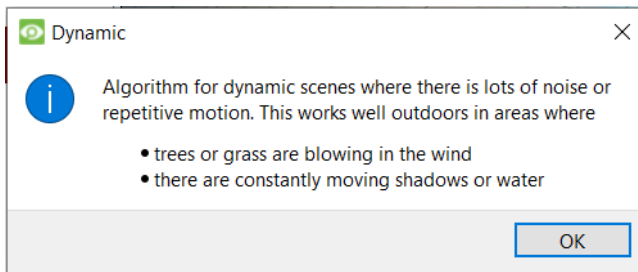 Dynamic
Algorithm for dynamic scenes where there is lots of noise or
repetitive motion. This works well outdoors in areas where
• trees or grass are blowing in the wind
• there are constantly moving shadows or water
OK